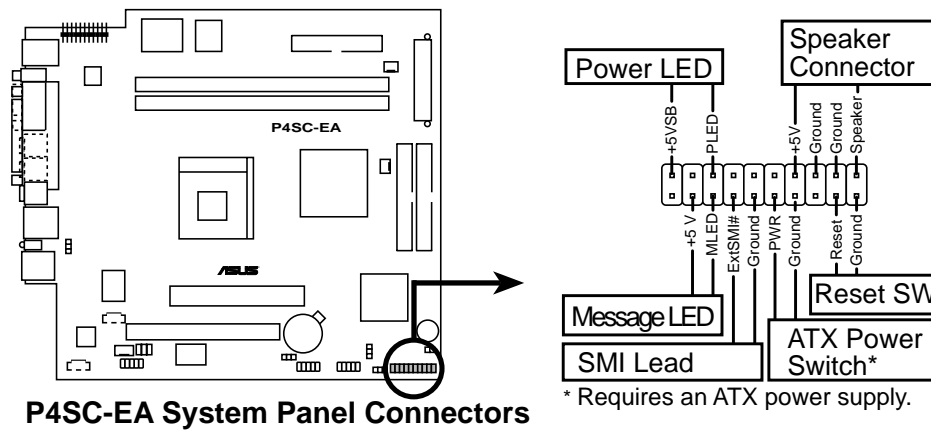 P4SC-EA
/ISUS
P4SC-EA System Panel Connectors
Power LED
Speaker
Connector
+5VSB
PLED
+5V
Ground
Ground
Speaker
+5 V
MLED
ExtSMI#
Ground
PWR
Ground
Reset
Ground
Message LED
SMI Lead
Reset SW
ATX Power
Switch*
* Requires an ATX power supply.